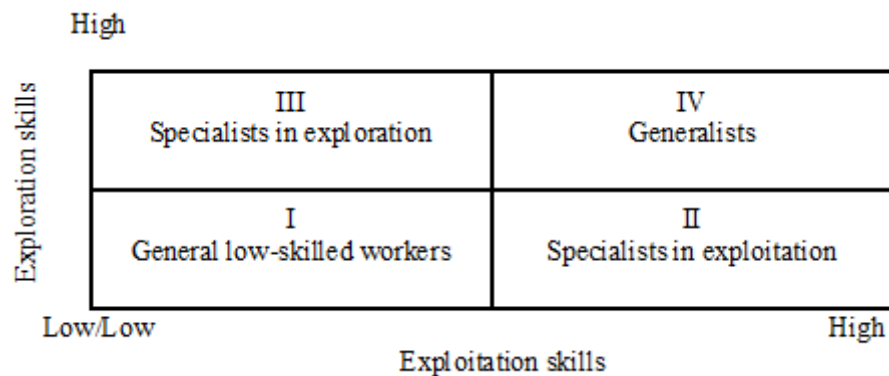 High
Exploration skills
III
Specialists in exploration
IV
Generalists
I
General low-skilled workers
II
Specialists in exploitation
Low/Low
High
Exploitation skills